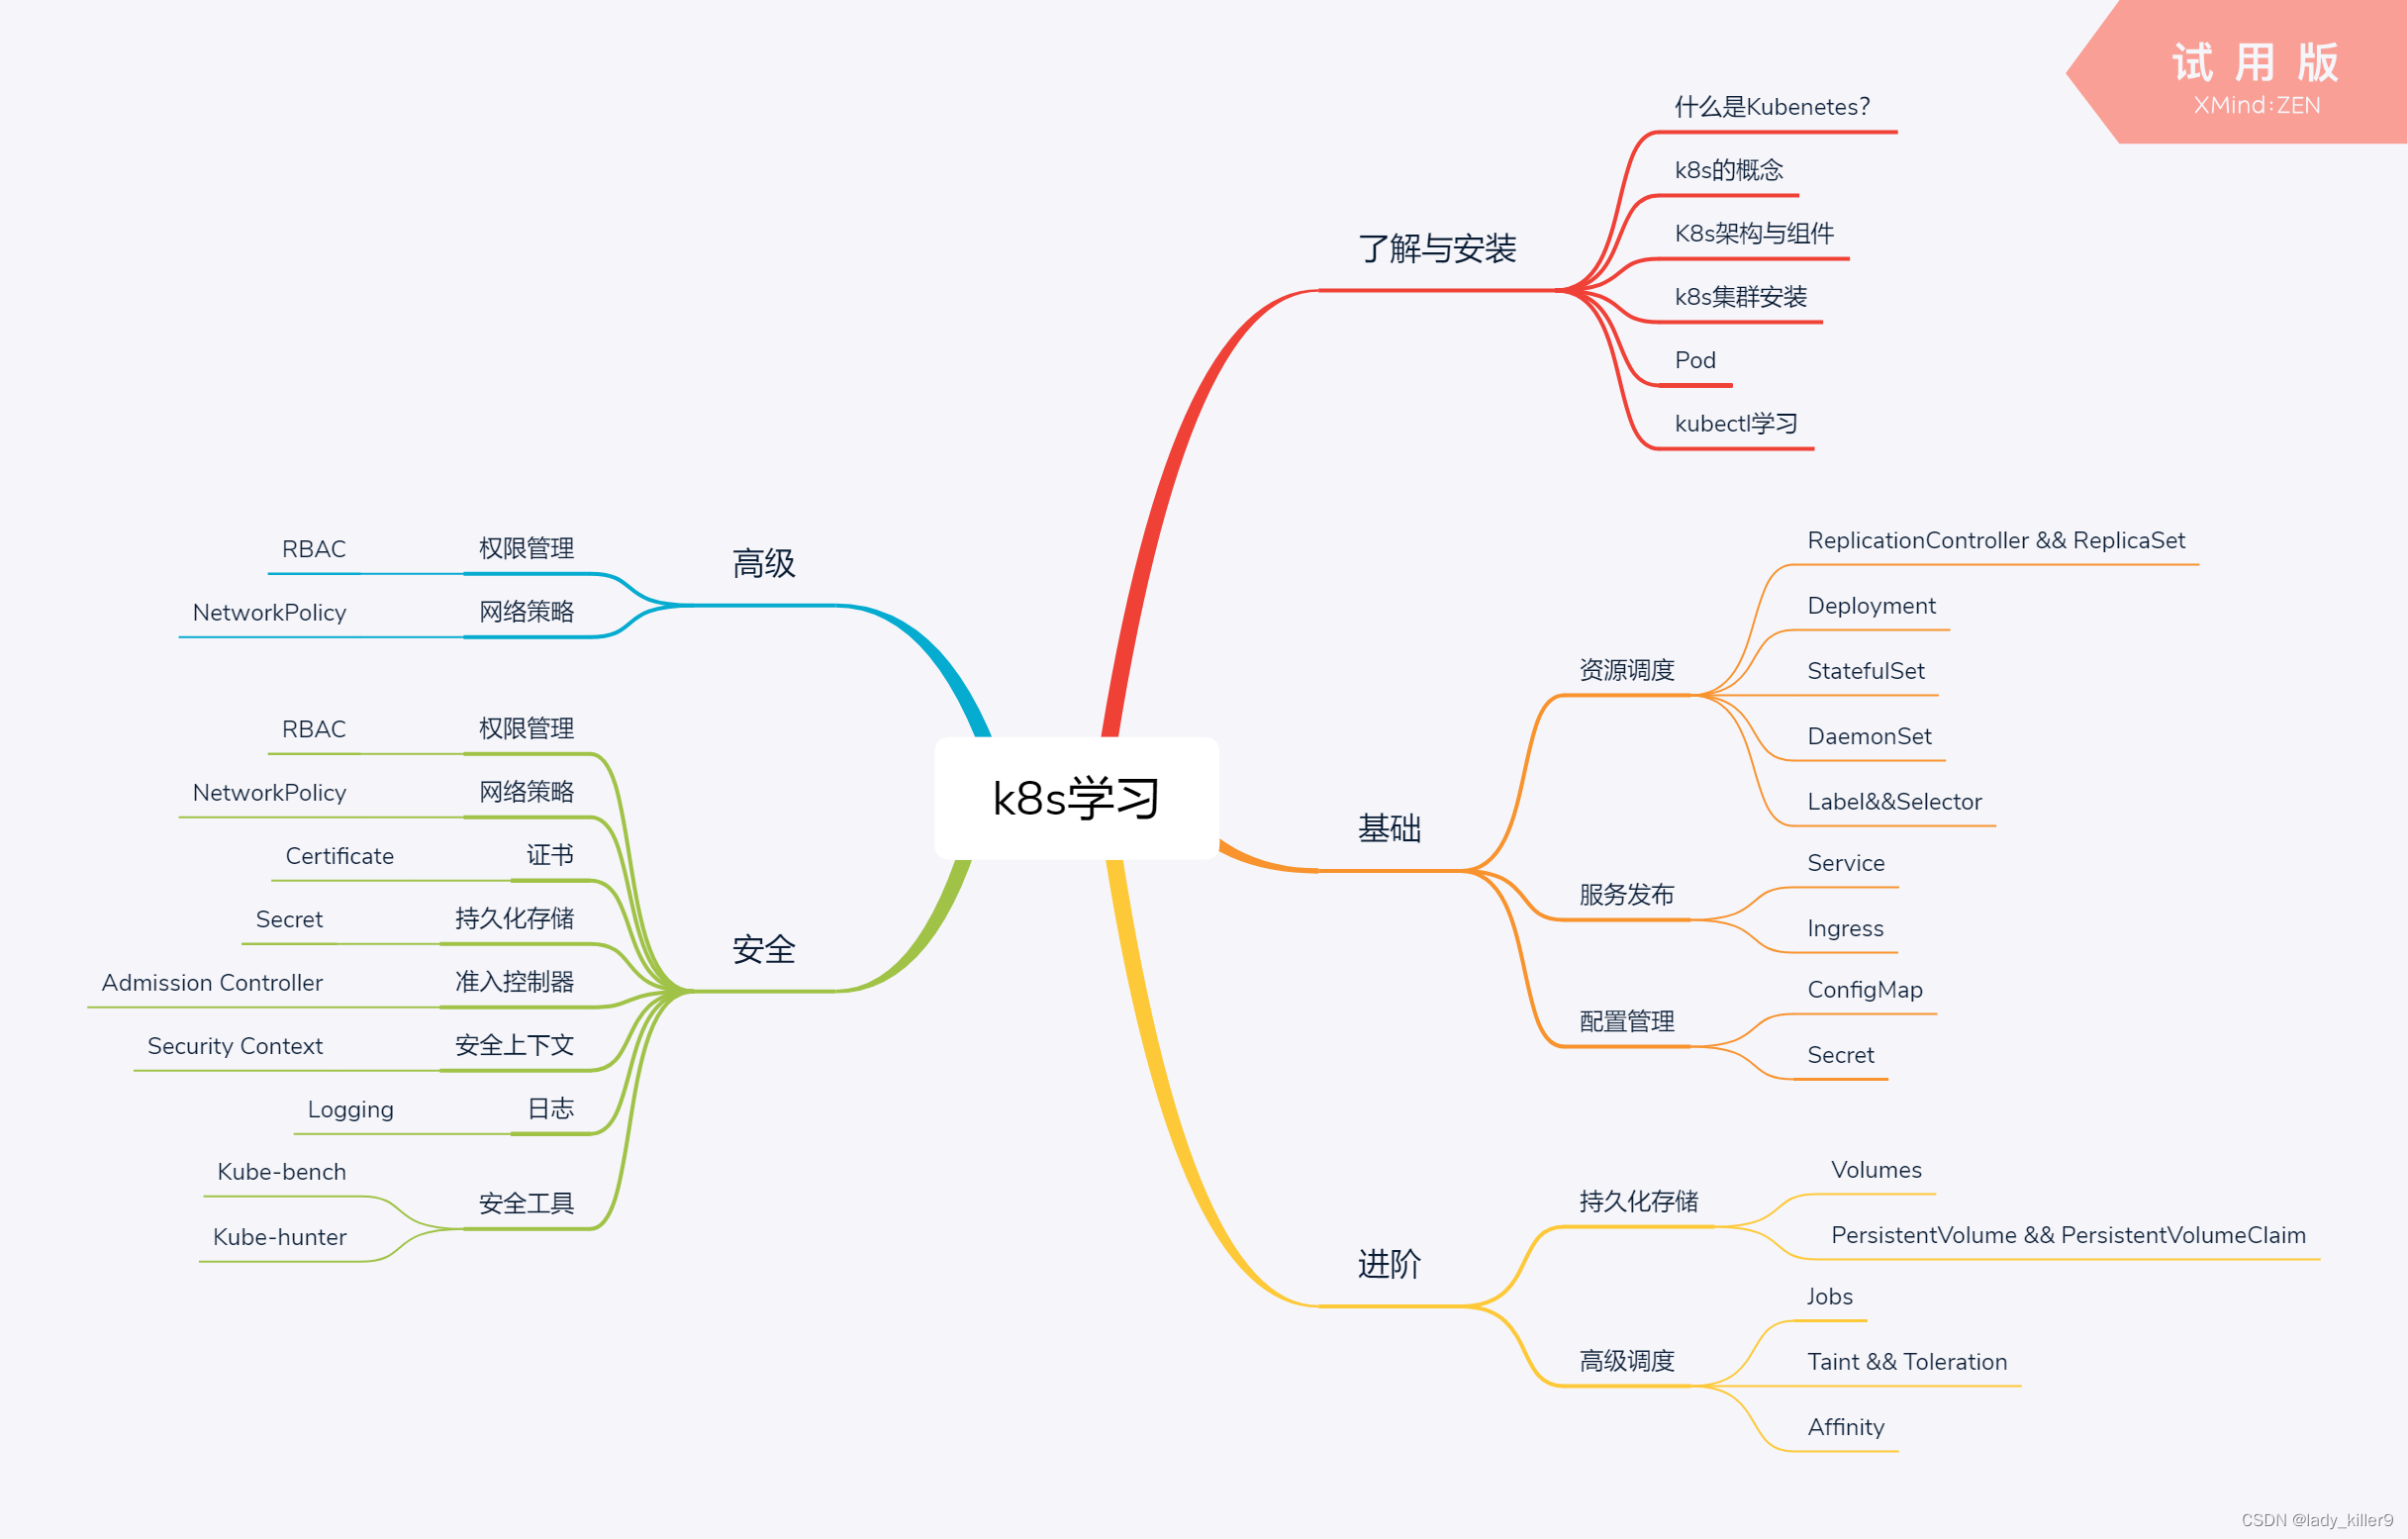 试用版
XMind:ZEN
k8s学习
了解与安装
什么是Kubenetes?
k8s的概念
K8s架构与组件
k8s集群安装
Pod
kubectl学习
基础
资源调度
ReplicationController && ReplicaSet
Deployment
StatefulSet
DaemonSet
Label&&Selector
服务发布
Service
Ingress
配置管理
ConfigMap
Secret
进阶
持久化存储
Volumes
PersistentVolume && PersistentVolumeClaim
高级调度
Jobs
Taint && Toleration
Affinity
高级
权限管理
RBAC
网络策略
NetworkPolicy
安全
权限管理
RBAC
网络策略
NetworkPolicy
证书
Certificate
持久化存储
Secret
准入控制器
Admission Controller
安全上下文
Security Context
日志
Logging
安全工具
Kube-bench
Kube-hunter
CSDN @lady_killer9